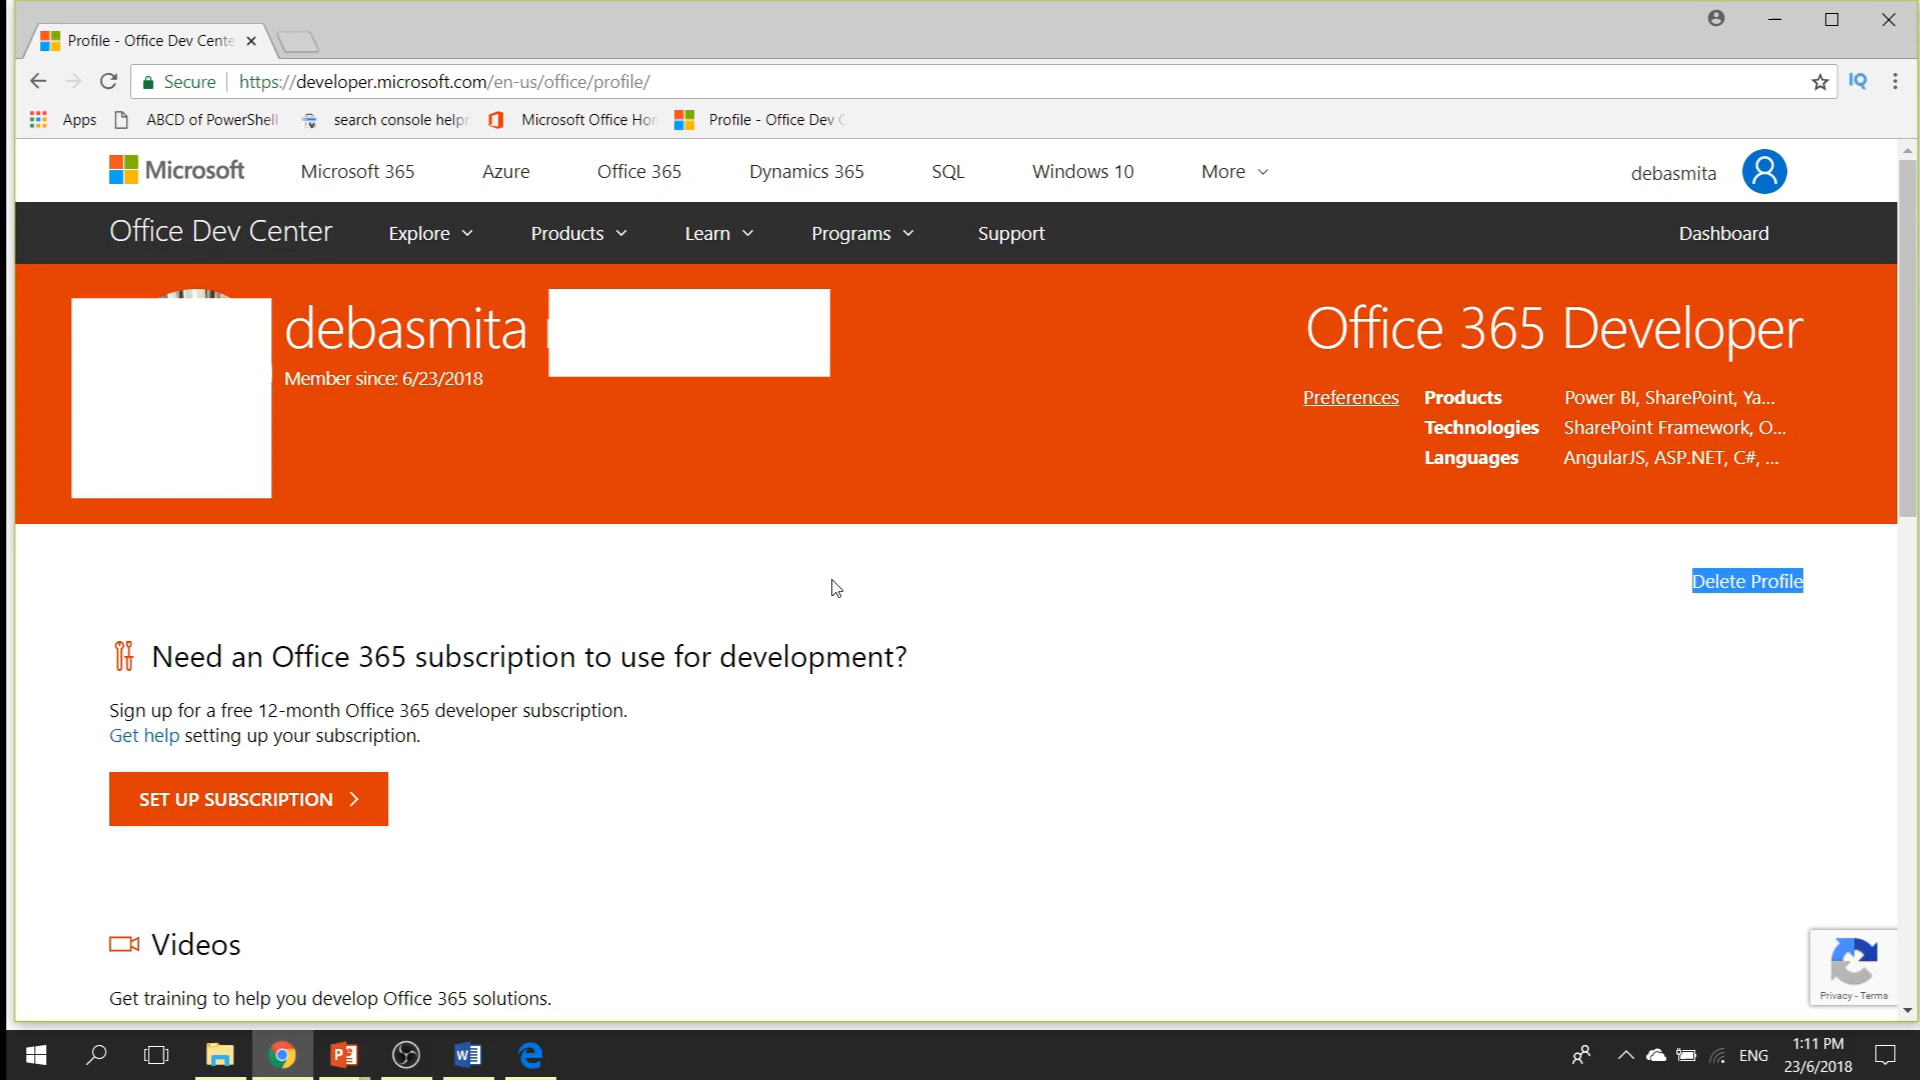 Profile - Office Dev Cente
Secure https://developer.microsoft.com/en-us/office/profile/
IQ
Apps ABCD of PowerShell search console help Microsoft Office Ho Profile - Office Dev
Microsoft Microsoft 365 Azure Office 365 Dynamics 365 SQL Windows 10 More debasmita
Office Dev Center Explore Products Learn Programs Support Dashboard
debasmita
Member since: 6/23/2018
Office 365 Developer
Preferences Products Power BI, SharePoint, Ya...
Technologies SharePoint Framework, O...
Languages AngularJS, ASP.NET, C#, ...
Delete Profile
Need an Office 365 subscription to use for development?
Sign up for a free 12-month Office 365 developer subscription.
Get help setting up your subscription.
SET UP SUBSCRIPTION
Videos
Get training to help you develop Office 365 solutions.
Privacy - Terms
ENG
1:11 PM
23/6/2018